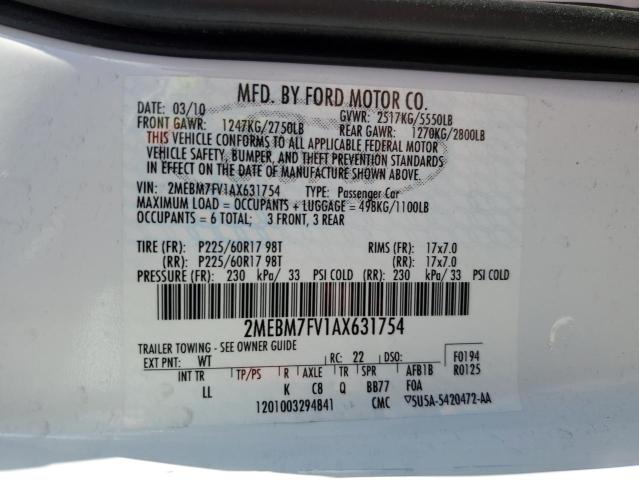 MFD. BY FORD MOTOR CO.
DATE: 03/10 GVWR: 2517KG/5550LB
FRONT GAWR: 1247KG/2750LB REAR GAWR: 1270KG/2800LB
THIS VEHICLE CONFORMS TO ALL APPLICABLE FEDERAL MOTOR
VEHICLE SAFETY, BUMPER, AND THEFT PREVENTION STANDARDS
IN EFFECT ON THE DATE OF MANUFACTURE SHOWN ABOVE.
VIN: 2MEBM7FV1AX631754 TYPE: Passenger Car
MAXIMUM LOAD = OCCUPANTS + LUGGAGE = 498KG/1100LB
OCCUPANTS = 6 TOTAL; 3 FRONT, 3 REAR
TIRE (FR): P225/60R17 98T RIMS (FR): 17x7.0
(RR): P225/60R17 98T (RR): 17x7.0
PRESSURE (FR): 230 kPa/ 33 PSI COLD (RR): 230 kPa/ 33 PSI COLD
2MEBM7FV1AX631754
TRAILER TOWING - SEE OWNER GUIDE
EXT PNT: WT RC: 22 DSO: F0194
INT TR TP/PS R AXLE TR SPR AFB1B R0125
LL K C8 Q BB77 F0A
1201003294841 CMC ▽5U5A-5420472-AA